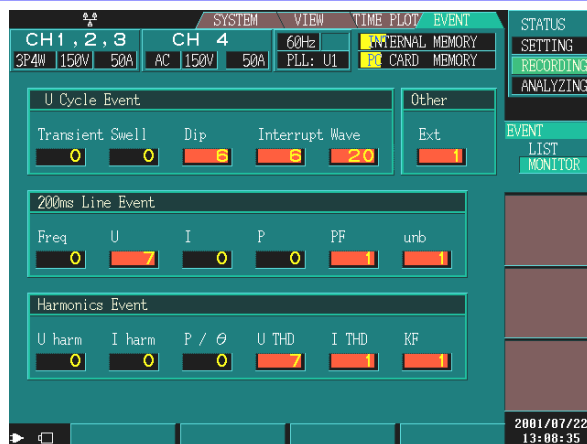 SYSTEM VIEW TIME PLOT EVENT
CH1,2,3 CH 4 60Hz INTERNAL MEMORY
3P4W 150V 50A AC 150V 50A PLL: U1 PC CARD MEMORY
STATUS
SETTING
RECORDING
ANALYZING
EVENT
LIST
MONITOR
U Cycle Event
Transient Swell Dip Interrupt Wave
0 0 6 6 20
Other
Ext
1
200ms Line Event
Freq U I P PF unb
0 7 0 0 1 1
Harmonics Event
U harm I harm P / θ U THD I THD KF
0 0 0 7 1 1
2001/07/22
13:08:35